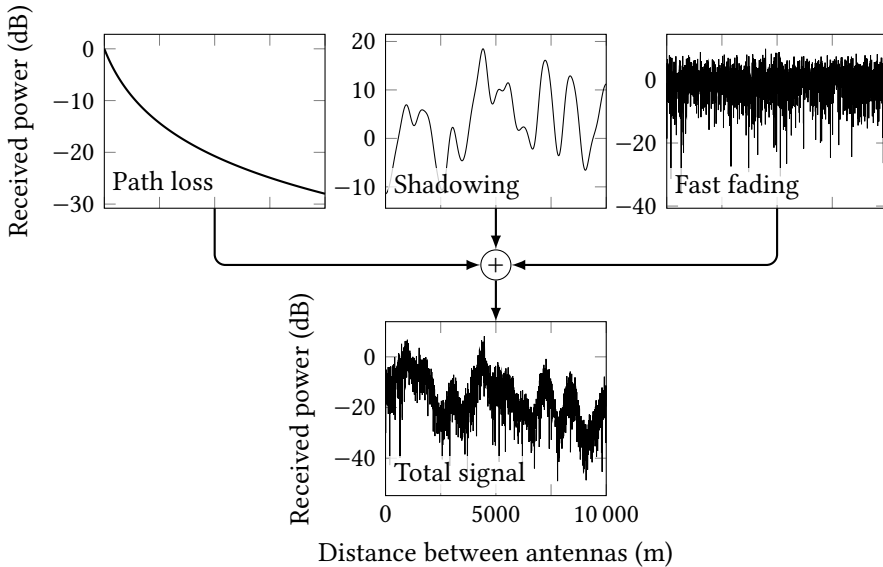 Received power (dB)
0
−10
−20
−30
Path loss
20
10
0
−10
Shadowing
0
−20
−40
Fast fading
+
Received power (dB)
0
−20
−40
Total signal
0 5000 10 000
Distance between antennas (m)